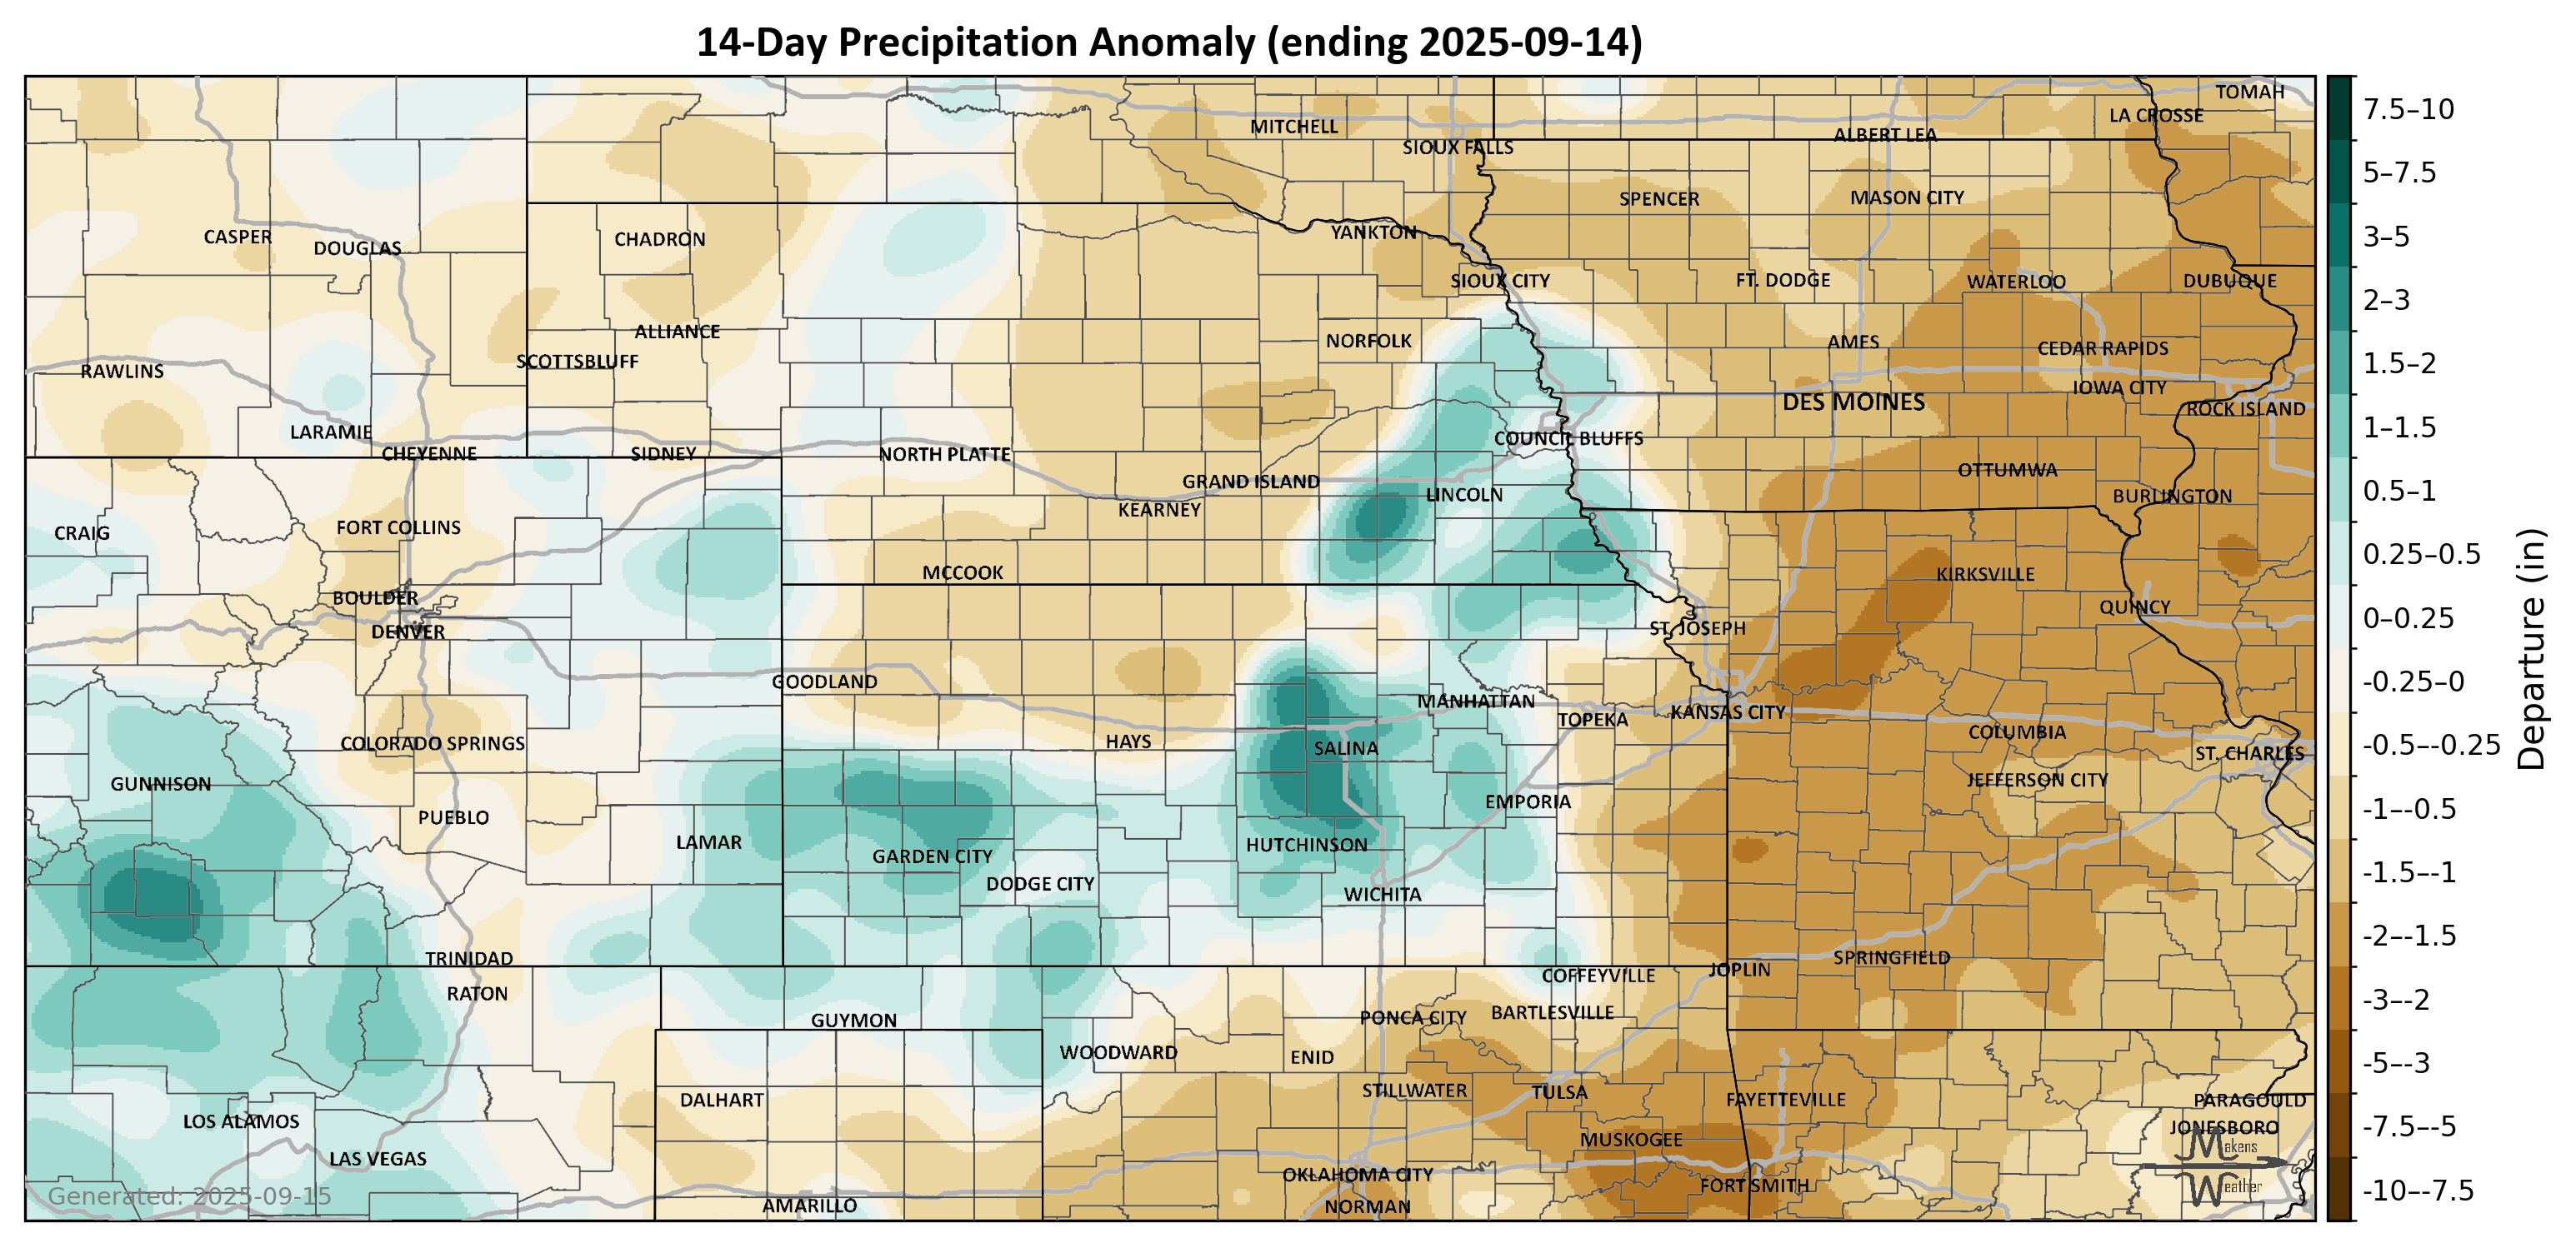 14-Day Precipitation Anomaly (ending 2025-09-14)
TOMAH
LA CROSSE
MITCHELL
ALBERT LEA
SIOUX FALLS
SPENCER
MASON CITY
CASPER
DOUGLAS
CHADRON
YANKTON
SIOUX CITY
FT. DODGE
WATERLOO
DUBUQUE
ALLIANCE
NORFOLK
AMES
CEDAR RAPIDS
SCOTTSBLUFF
RAWLINS
IOWA CITY
DES MOINES
ROCK ISLAND
LARAMIE
COUNCIL BLUFFS
CHEYENNE
SIDNEY
NORTH PLATTE
OTTUMWA
GRAND ISLAND
LINCOLN
BURLINGTON
KEARNEY
CRAIG
FORT COLLINS
MCCOOK
KIRKSVILLE
BOULDER
QUINCY
DENVER
ST. JOSEPH
GOODLAND
MANHATTAN
TOPEKA
KANSAS CITY
COLUMBIA
COLORADO SPRINGS
HAYS
SALINA
ST. CHARLES
GUNNISON
JEFFERSON CITY
EMPORIA
PUEBLO
LAMAR
HUTCHINSON
GARDEN CITY
DODGE CITY
WICHITA
TRINIDAD
SPRINGFIELD
JOPLIN
COFFEYVILLE
RATON
GUYMON
PONCA CITY
BARTLESVILLE
WOODWARD
ENID
STILLWATER
TULSA
DALHART
FAYETTEVILLE
PARAGOULD
LOS ALAMOS
JONESBORO
MUSKOGEE
LAS VEGAS
OKLAHOMA CITY
FORT SMITH
AMARILLO
NORMAN
Generated: 2025-09-15
Makens
Weather
7.5–10
5–7.5
3–5
2–3
1.5–2
1–1.5
0.5–1
0.25–0.5
0–0.25
-0.25–0
-0.5–-0.25
-1–-0.5
-1.5–-1
-2–-1.5
-3–-2
-5–-3
-7.5–-5
-10–-7.5
Departure (in)